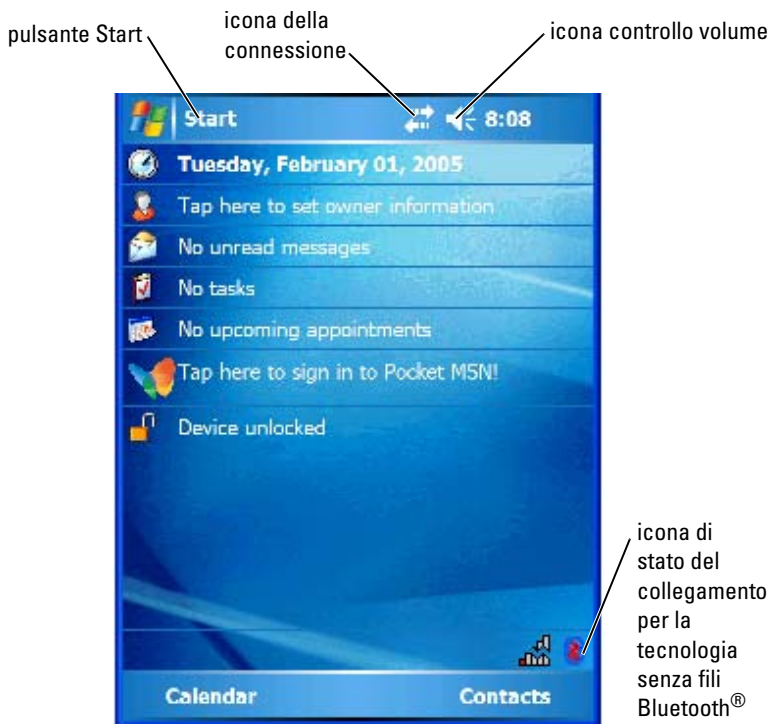 pulsante Start
icona della
connessione
icona controllo volume
Start
8:08
Tuesday, February 01, 2005
Tap here to set owner information
No unread messages
No tasks
No upcoming appointments
Tap here to sign in to Pocket MSN!
Device unlocked
icona di
stato del
collegamento
per la
tecnologia
senza fili
Bluetooth®
Calendar
Contacts